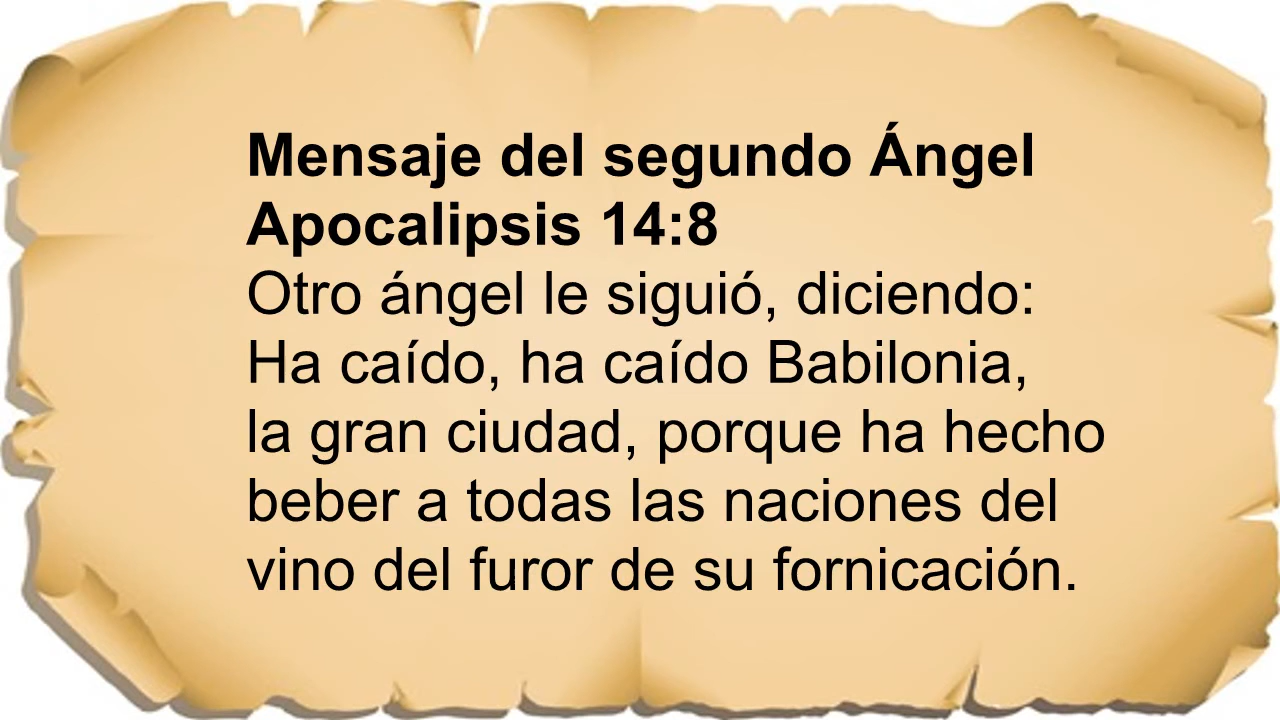 Mensaje del segundo Ángel
Apocalipsis 14:8
Otro ángel le siguió, diciendo:
Ha caído, ha caído Babilonia,
la gran ciudad, porque ha hecho
beber a todas las naciones del
vino del furor de su fornicación.